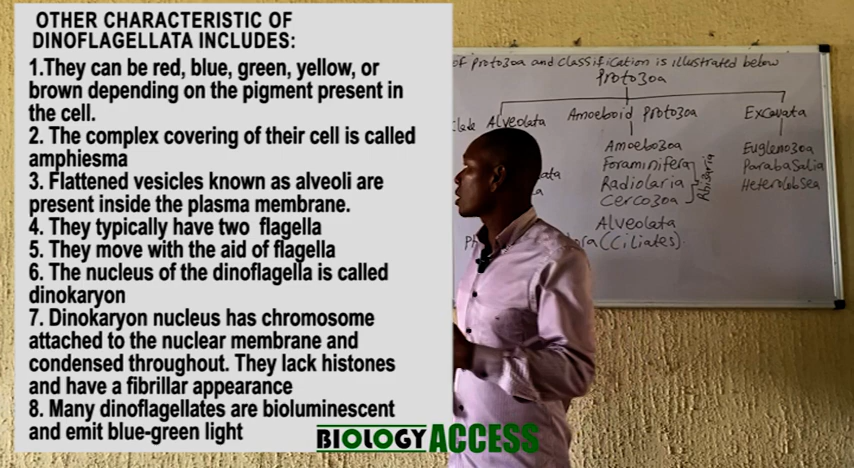 OTHER CHARACTERISTIC OF
DINOFLAGELLATA INCLUDES:
1.They can be red, blue, green, yellow, or
brown depending on the pigment present in
the cell.
2. The complex covering of their cell is called
amphiesma
3. Flattened vesicles known as alveoli are
present inside the plasma membrane.
4. They typically have two flagella
5. They move with the aid of flagella
6. The nucleus of the dinoflagella is called
dinokaryon
7. Dinokaryon nucleus has chromosome
attached to the nuclear membrane and
condensed throughout. They lack histones
and have a fibrillar appearance
8. Many dinoflagellates are bioluminescent
and emit blue-green light
of Protozoa and classification is illustrated below
Protozoa
Alveolata Amoeboid Protozoa Excavata
Amoebozoa
Foraminifera
Radiolaria
Cercozoa
Rhisaria
Euglenozoa
Parabasalia
Heterolobsea
Alveolata
(Ciliates)
BIOLOGY ACCESS